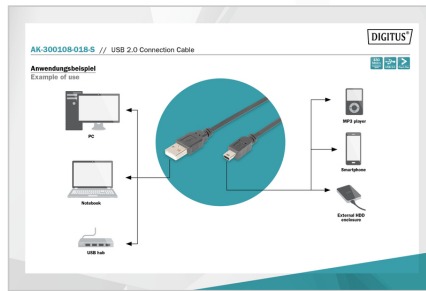 DIGITUS®
AK-300108-018-S // USB 2.0 Connection Cable
Anwendungsbeispiel
Example of use
PC
Notebook
USB hub
MP3 player
Smartphone
External HDD
enclosure